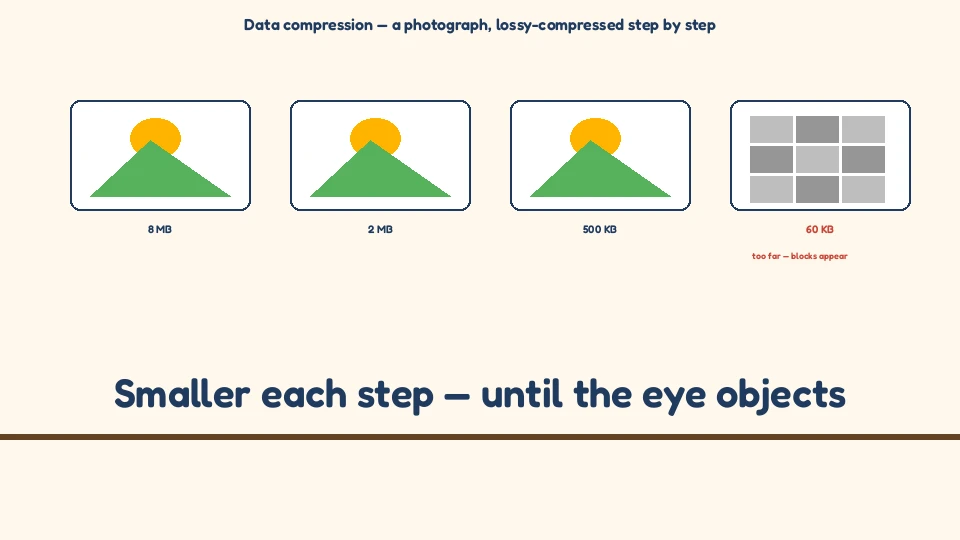 Data compression — a photograph, lossy-compressed step by step
8 MB
2 MB
500 KB
60 KB
too far — blocks appear
Smaller each step — until the eye objects